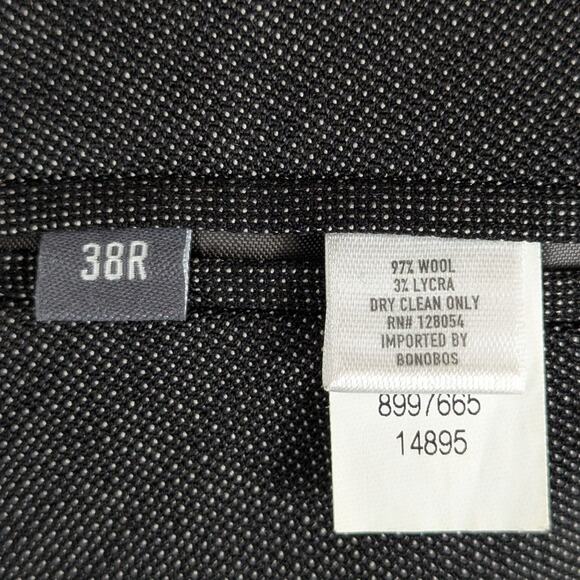 38R
97% WOOL
3% LYCRA
DRY CLEAN ONLY
RN# 128054
IMPORTED BY
BONOBOS
8997665
14895